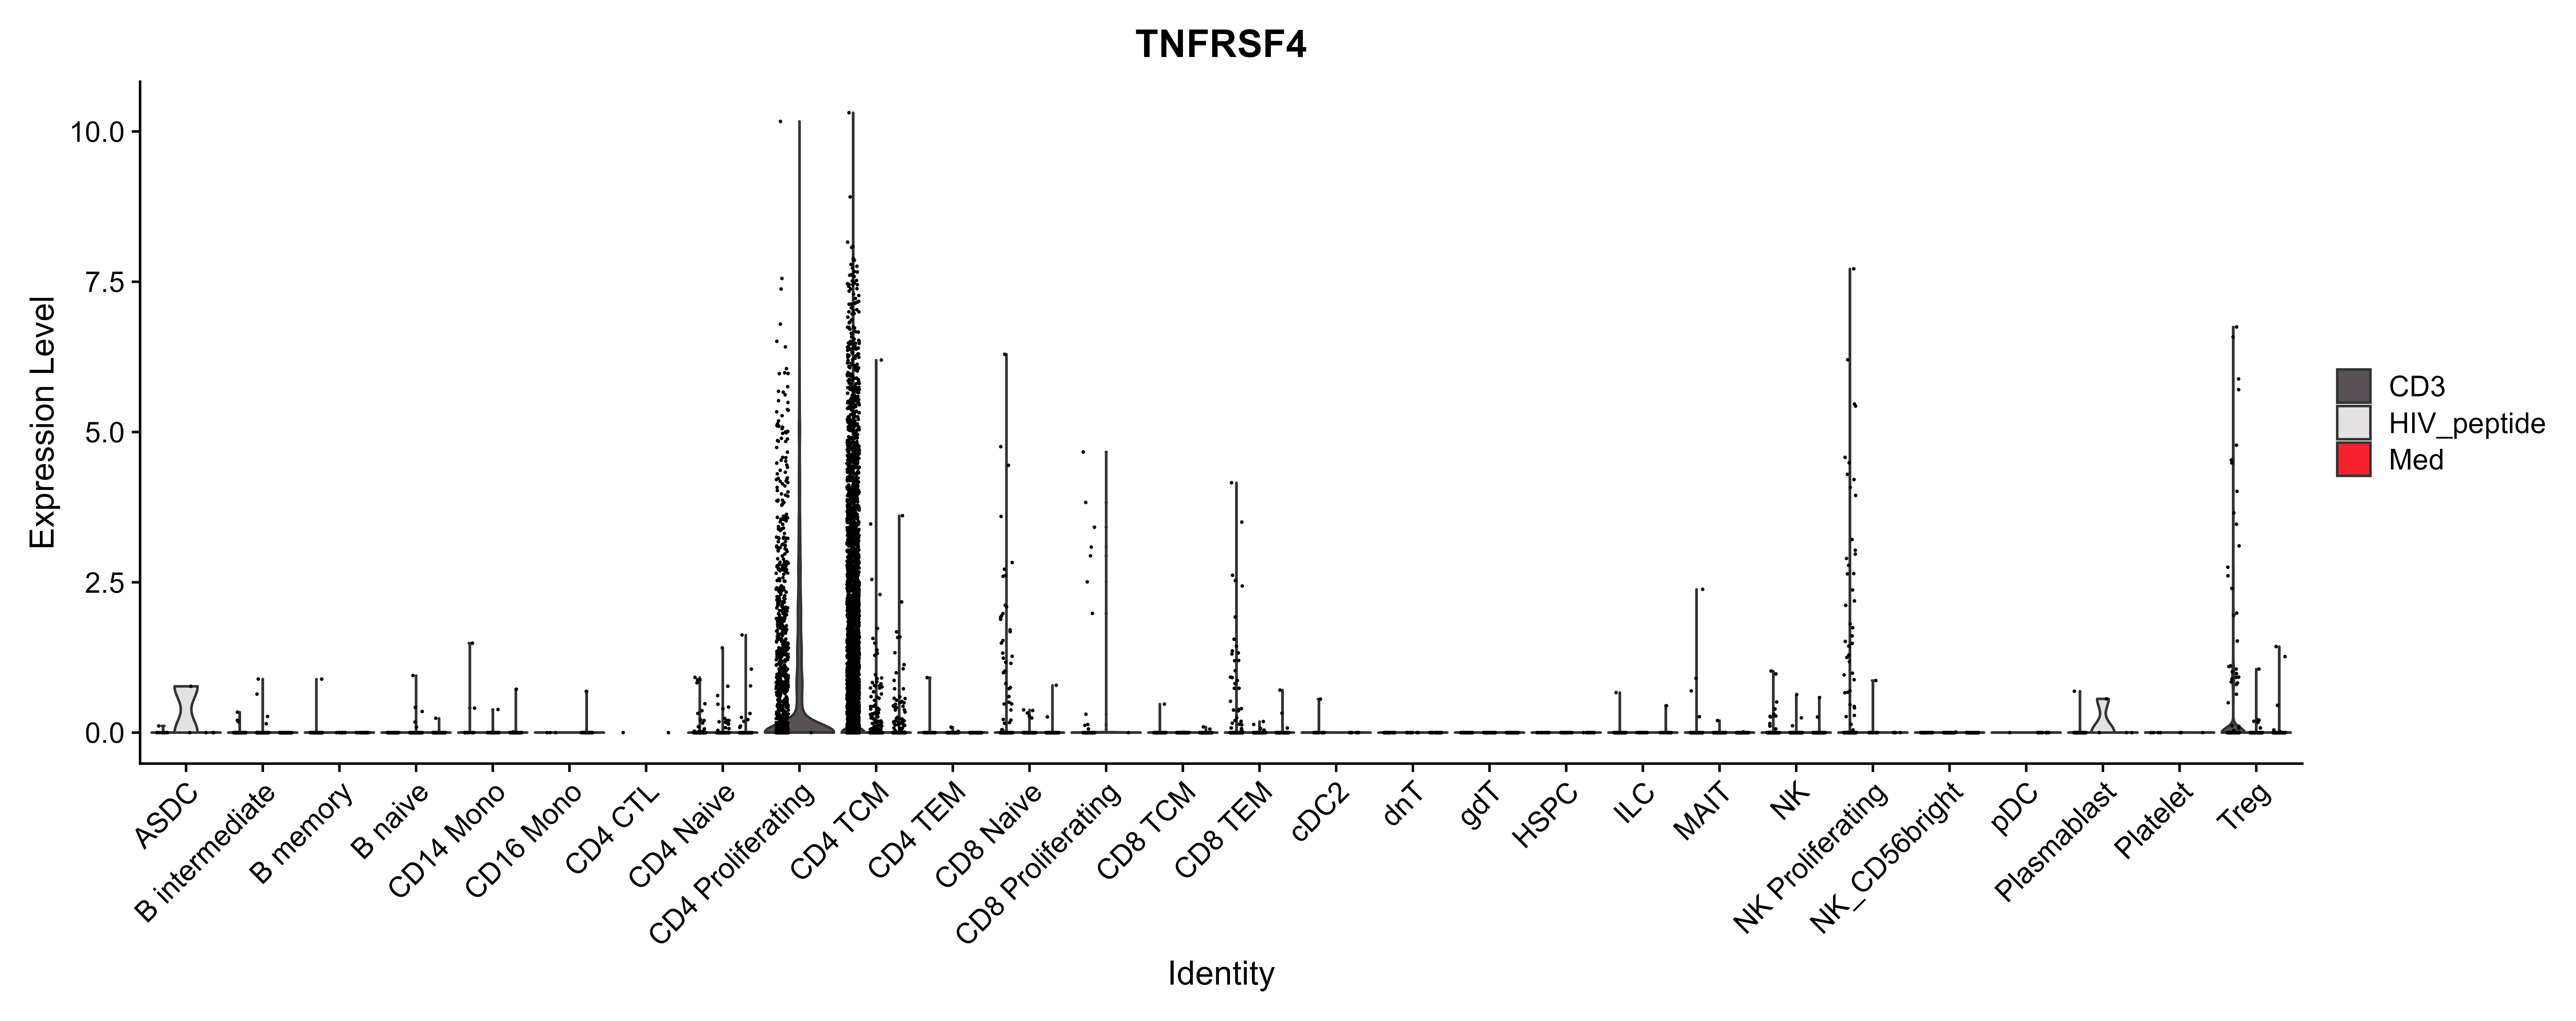 TNFRSF4
Expression Level
10.0
7.5
5.0
2.5
0.0
ASDC
B intermediate
B memory
B naive
CD14 Mono
CD16 Mono
CD4 CTL
CD4 Naive
CD4 Proliferating
CD4 TCM
CD4 TEM
CD8 Naive
CD8 Proliferating
CD8 TCM
CD8 TEM
cDC2
dnT
gdT
HSPC
ILC
MAIT
NK
NK Proliferating
NK_CD56bright
pDC
Plasmablast
Platelet
Treg
Identity
CD3
HIV_peptide
Med